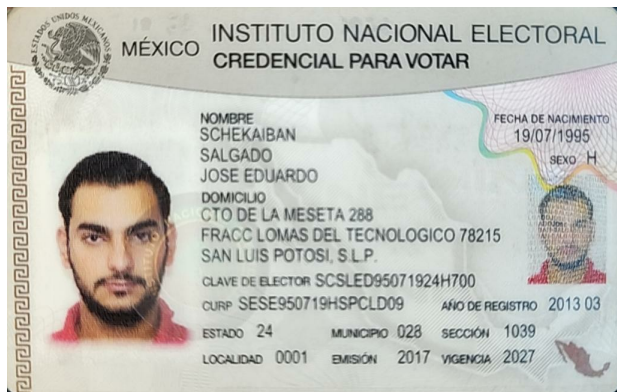 ESTADOS UNIDOS MEXICANOS
MÉXICO INSTITUTO NACIONAL ELECTORAL
CREDENCIAL PARA VOTAR
NOMBRE
SCHEKAIBAN
SALGADO
JOSE EDUARDO
FECHA DE NACIMIENTO
19/07/1995
SEXO H
DOMICILIO
CTO DE LA MESETA 288
FRACC LOMAS DEL TECNOLOGICO 78215
SAN LUIS POTOSI, S.L.P.
CLAVE DE ELECTOR SCSLED95071924H700
CURP SESE950719HSPCLD09 AÑO DE REGISTRO 2013 03
ESTADO 24 MUNICIPIO 028 SECCIÓN 1039
LOCALIDAD 0001 EMISIÓN 2017 VIGENCIA 2027